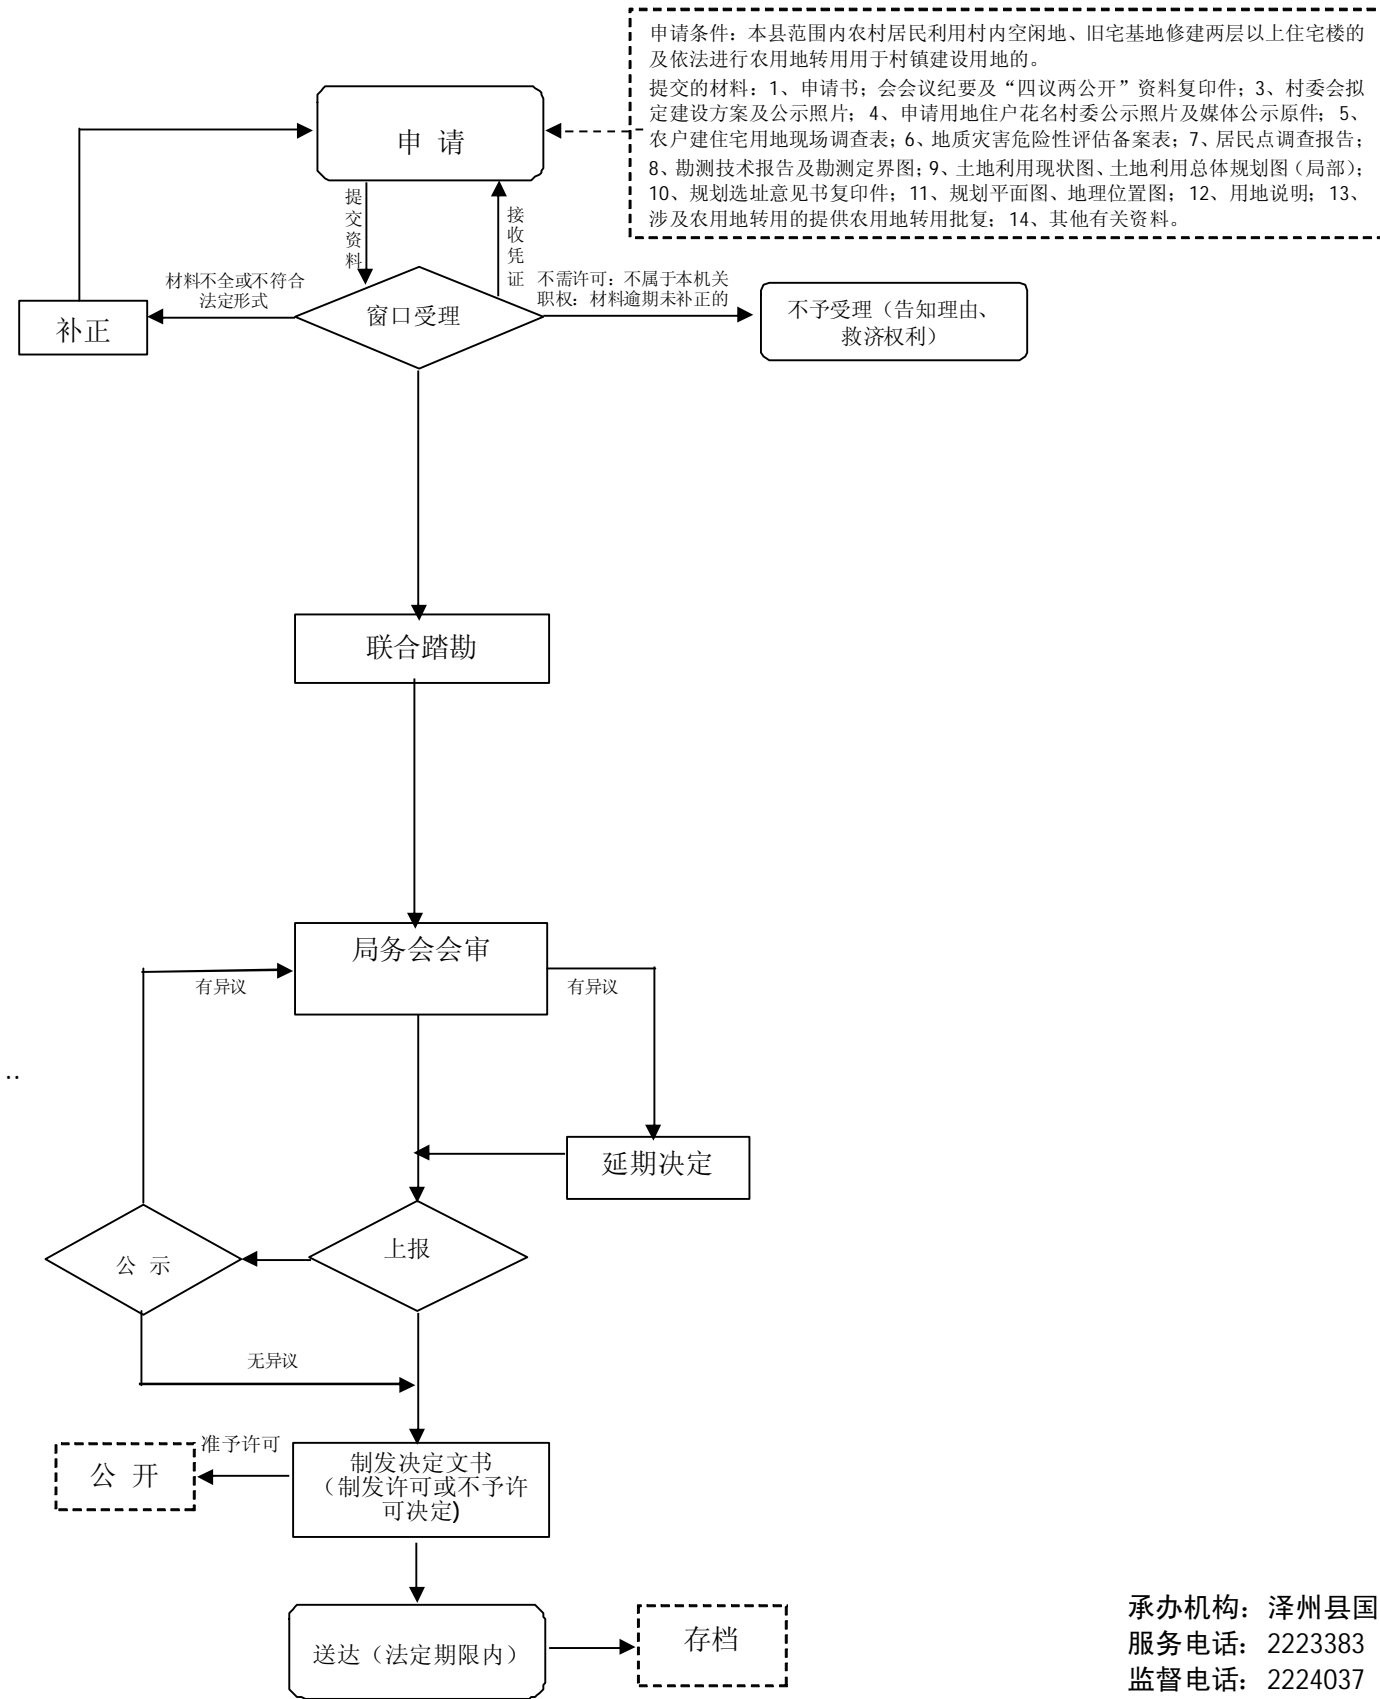 申请条件：本县范围内农村居民利用村内空闲地、旧宅基地修建两层以上住宅楼的
及依法进行农用地转用用于村镇建设用地的。
提交的材料：1、申请书；会会议纪要及“四议两公开”资料复印件；3、村委会拟
定建设方案及公示照片；4、申请用地住户花名村委公示照片及媒体公示原件；5、
农户建住宅用地现场调查表；6、地质灾害危险性评估备案表；7、居民点调查报告；
8、勘测技术报告及勘测定界图；9、土地利用现状图、土地利用总体规划图（局部）；
10、规划选址意见书复印件；11、规划平面图、地理位置图；12、用地说明；13、
涉及农用地转用的提供农用地转用批复；14、其他有关资料。
申 请
提交资料
接收凭证
材料不全或不符合
法定形式
补正
窗口受理
不需许可：不属于本机关
职权：材料逾期未补正的
不予受理（告知理由、
救济权利）
联合踏勘
局务会会审
有异议
有异议
..
延期决定
上报
公 示
无异议
准予许可
公 开
制发决定文书
（制发许可或不予许
可决定)
送达（法定期限内）
存档
承办机构：泽州县国
服务电话：2223383
监督电话：2224037